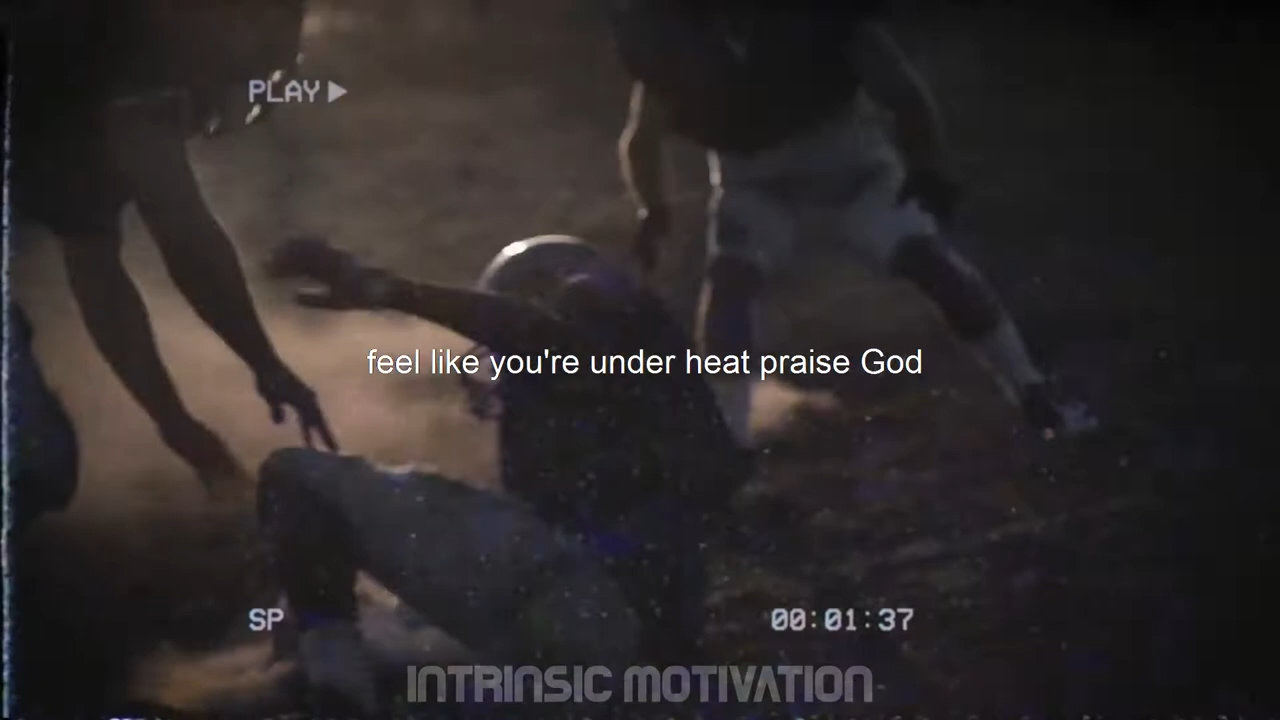 PLAY▶
feel like you're under heat praise God
SP
00:01:37
INTRINSIC MOTIVATION